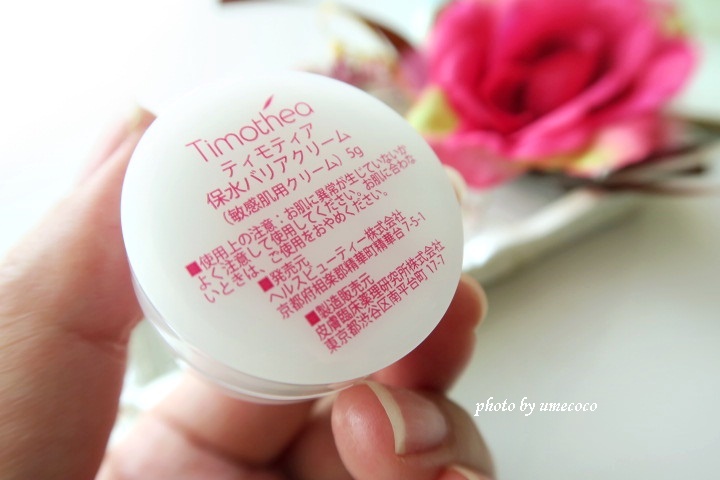 Timothea
ティモティア
保水バリアクリーム
(敏感肌用クリーム) 5g
■使用上の注意:お肌に異常が生じていないか
よく注意して使用してください。お肌に合わな
いときは、ご使用をおやめください。
■発売元
ヘルスビューティー株式会社
京都府相楽郡精華町精華台7-5-1
■製造販売元
皮膚臨床薬理研究所株式会社
東京都渋谷区南平台町17-7
photo by umecoco